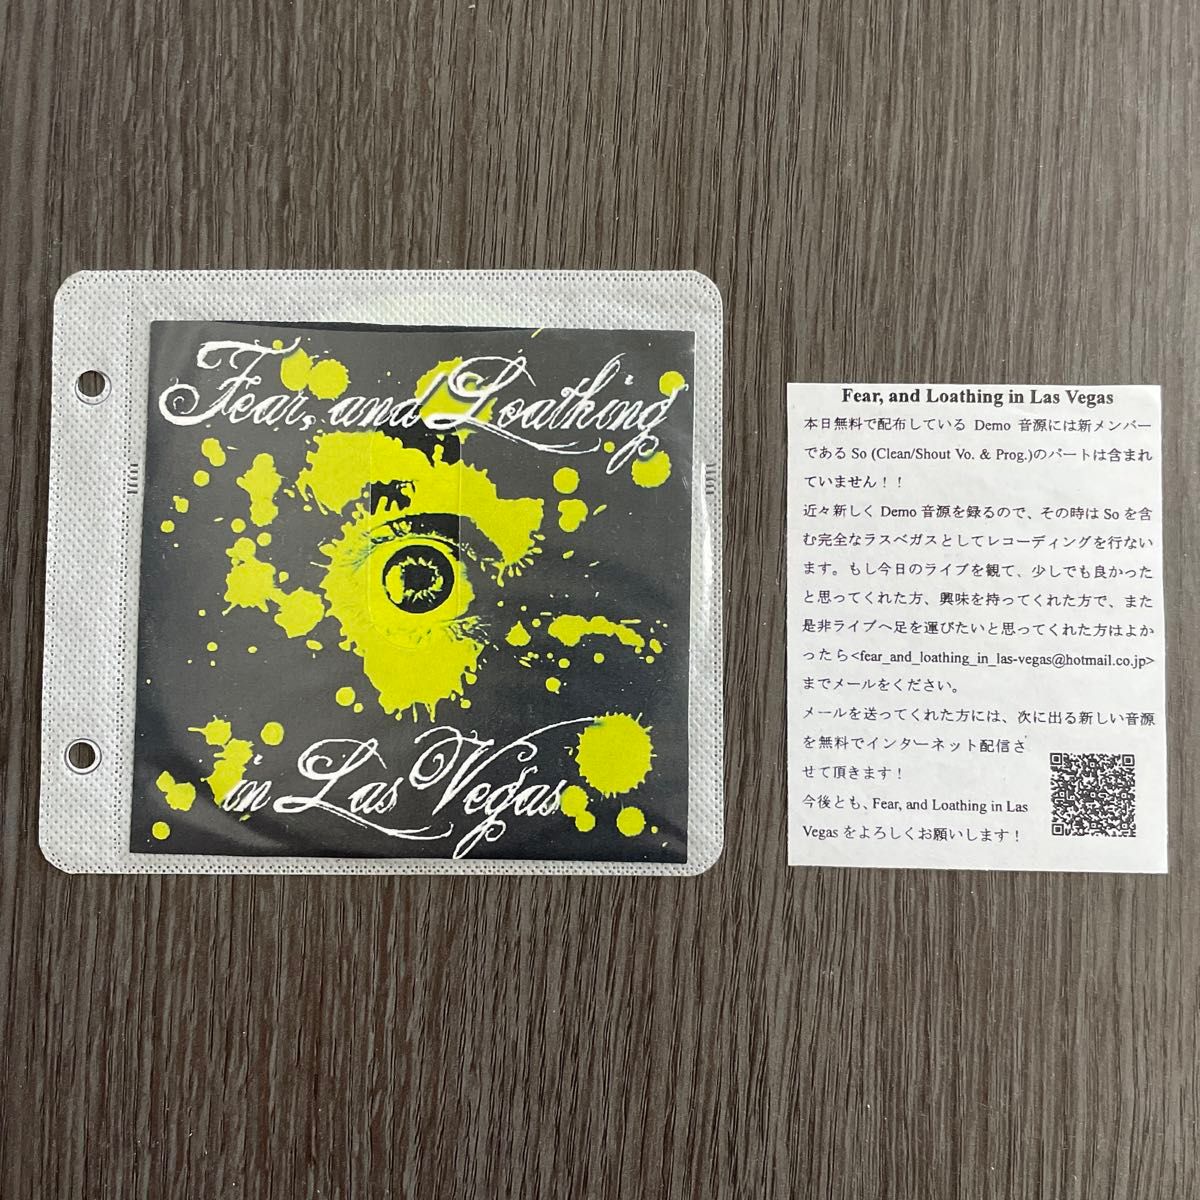 Fear, and Loathing
in Las Vegas
Fear, and Loathing in Las Vegas
本日無料で配布している Demo 音源には新メンバー
である So (Clean/Shout Vo. & Prog.)のパートは含まれ
ていません！！
近々新しく Demo 音源を録るので、その時は So を含
む完全なラスベガスとしてレコーディングを行ない
ます。もし今日のライブを観て、少しでも良かった
と思ってくれた方、興味を持ってくれた方で、また
是非ライブへ足を運びたいと思ってくれた方はよか
ったら<fear_and_loathing_in_las-vegas@hotmail.co.jp>
までメールをください。
メールを送ってくれた方には、次に出る新しい音源
を無料でインターネット配信さ
せて頂きます！
今後とも、Fear, and Loathing in Las
Vegas をよろしくお願いします！